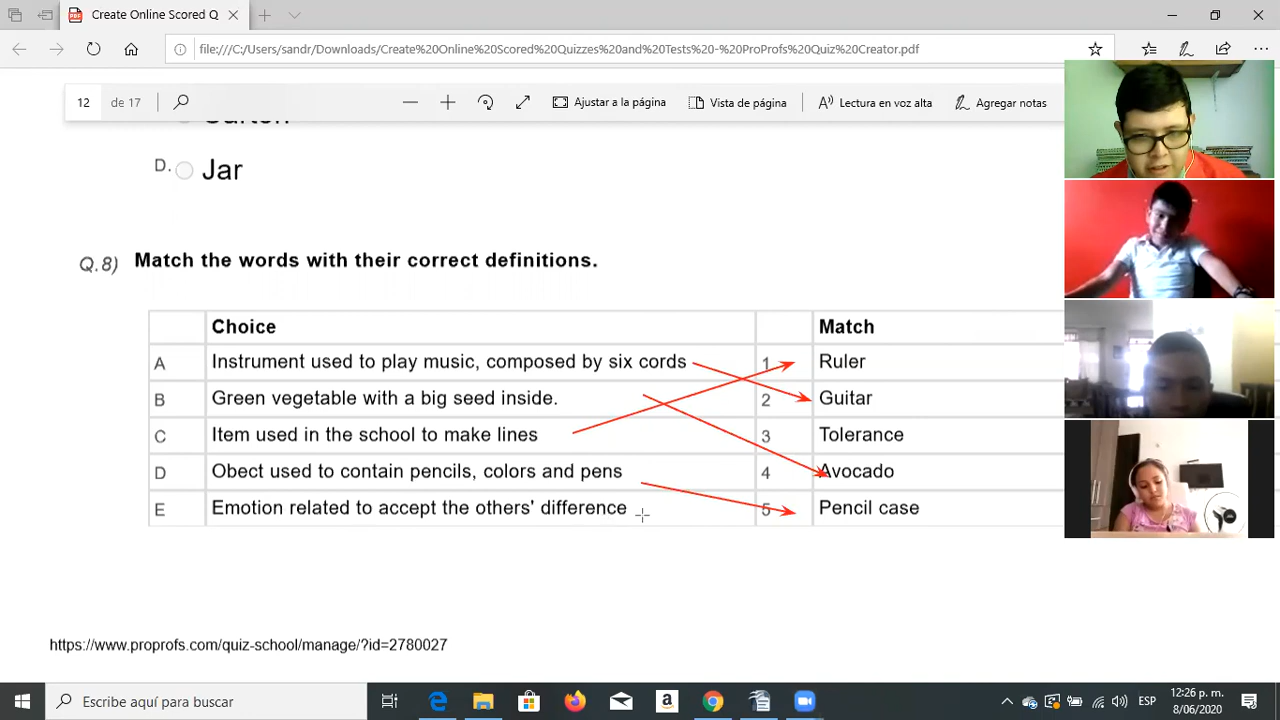 Create Online Scored Q
file:///C:/Users/sandr/Downloads/Create%20Online%20Scored%20Quizzes%20and%20Tests%20-%20ProProfs%20Quiz%20Creator.pdf
12 de 17 Ajustar a la página Vista de página Lectura en voz alta Agregar notas
D. Jar
Q.8) Match the words with their correct definitions.
Choice Match
A Instrument used to play music, composed by six cords 1 Ruler
B Green vegetable with a big seed inside. 2 Guitar
C Item used in the school to make lines 3 Tolerance
D Obect used to contain pencils, colors and pens 4 Avocado
E Emotion related to accept the others' difference 5 Pencil case
https://www.proprofs.com/quiz-school/manage/?id=2780027
Escribe aquí para buscar
ESP
12:26 p. m.
8/06/2020